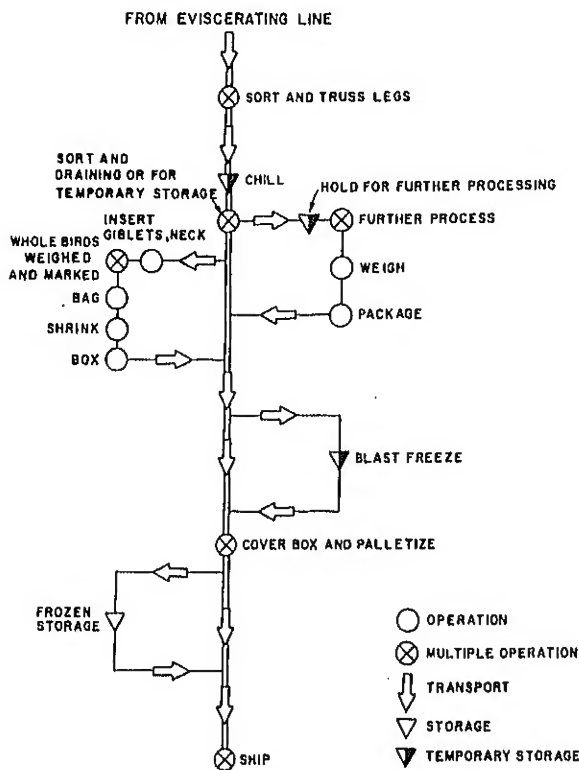 FROM EVISCERATING LINE
SORT AND TRUSS LEGS
SORT AND
DRAINING OR FOR
TEMPORARY STORAGE
CHILL
HOLD FOR FURTHER PROCESSING
INSERT
GIBLETS, NECK
FURTHER PROCESS
WHOLE BIRDS
WEIGHED
AND MARKED
WEIGH
BAG
SHRINK
PACKAGE
BOX
BLAST FREEZE
COVER BOX AND PALLETIZE
FROZEN
STORAGE
OPERATION
MULTIPLE OPERATION
TRANSPORT
STORAGE
TEMPORARY STORAGE
SHIP